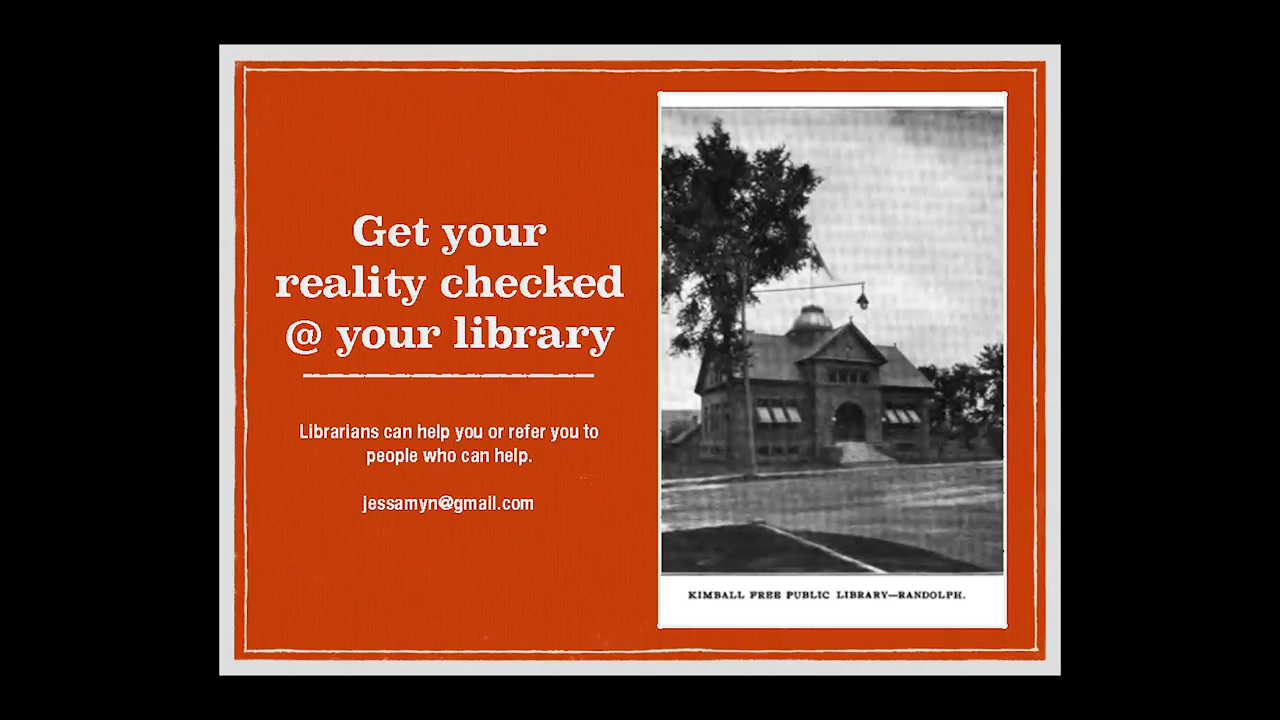 Get your
reality checked
@ your library
Librarians can help you or refer you to
people who can help.
jessamyn@gmail.com
KIMBALL FREE PUBLIC LIBRARY—RANDOLPH.